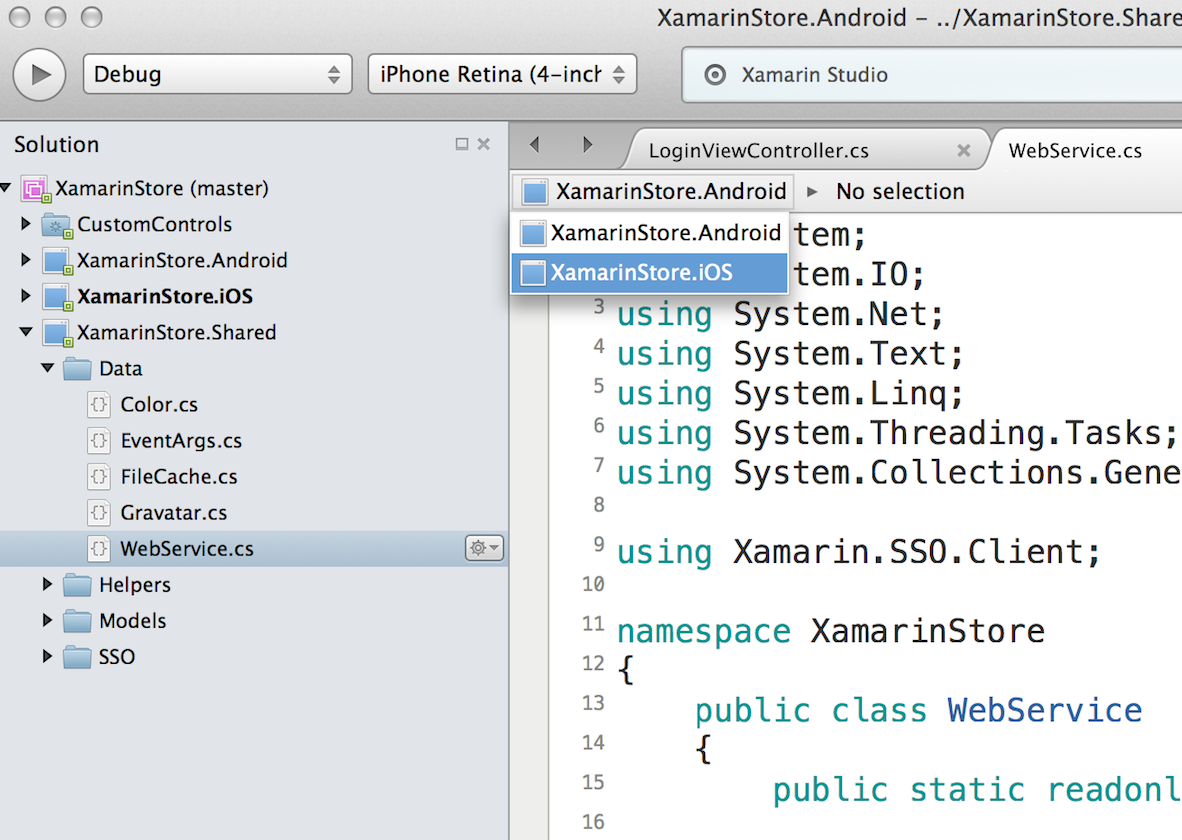 XamarinStore.Android – ../XamarinStore.Share
Debug
iPhone Retina (4-inch
Xamarin Studio
Solution
XamarinStore (master)
CustomControls
XamarinStore.Android
XamarinStore.iOS
XamarinStore.Shared
Data
Color.cs
EventArgs.cs
FileCache.cs
Gravatar.cs
WebService.cs
Helpers
Models
SSO
LoginViewController.cs
WebService.cs
XamarinStore.Android
No selection
XamarinStore.Android
XamarinStore.iOS
tem;
tem.IO;
3 using System.Net;
4 using System.Text;
5 using System.Linq;
6 using System.Threading.Tasks;
7 using System.Collections.Gene
8
9 using Xamarin.SSO.Client;
10
11 namespace XamarinStore
12 {
13 public class WebService
14 {
15 public static readonl
16